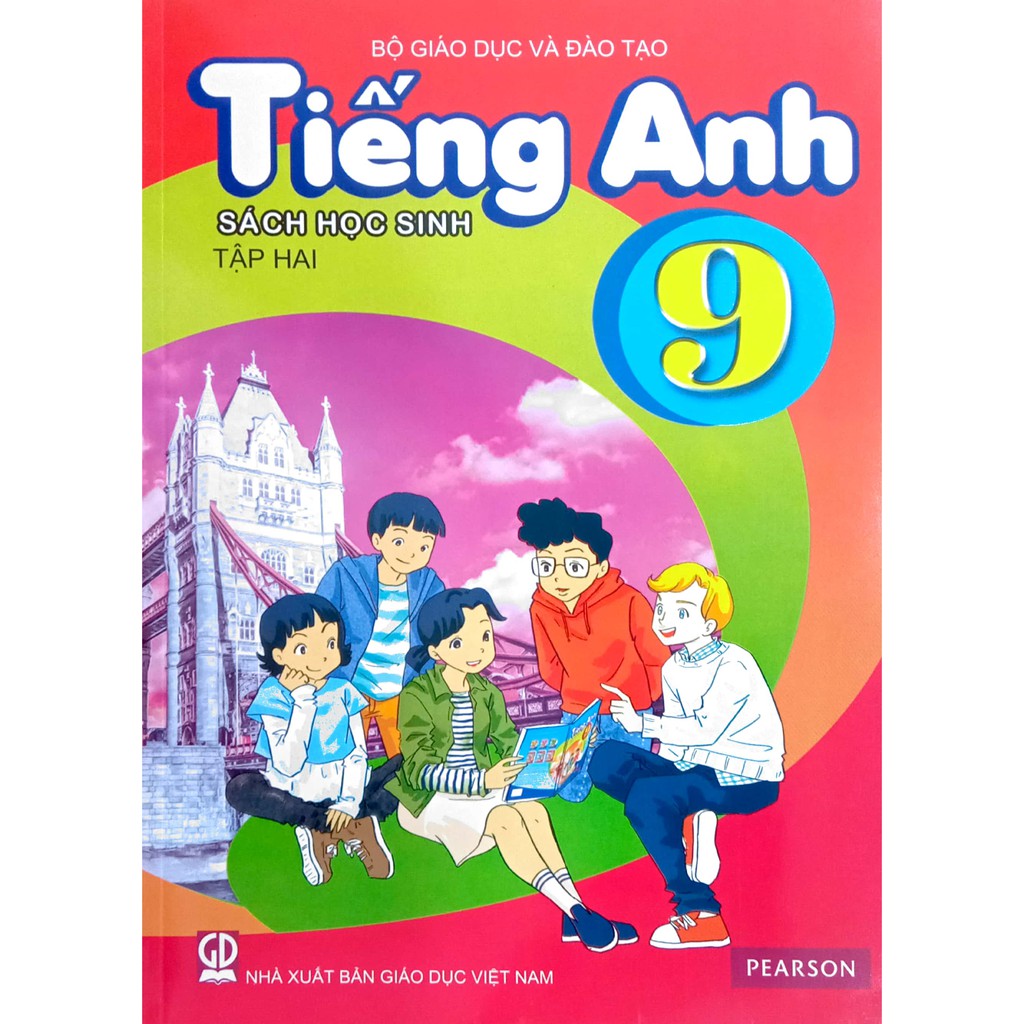 BỘ GIÁO DỤC VÀ ĐÀO TẠO
Tiếng Anh
SÁCH HỌC SINH
TẬP HAI
9
GD
NHÀ XUẤT BẢN GIÁO DỤC VIỆT NAM
PEARSON